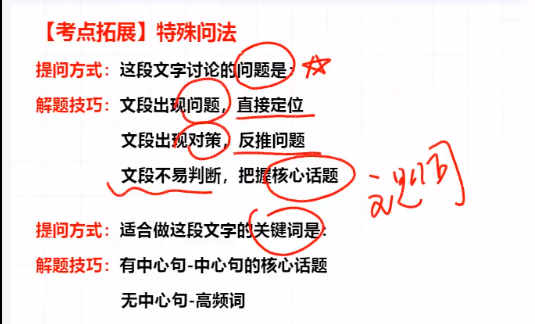 【考点拓展】特殊问法
提问方式：这段文字讨论的问题是：
解题技巧：文段出现问题，直接定位
文段出现对策，反推问题
文段不易判断，把握核心话题
提问方式：适合做这段文字的关键词是：
解题技巧：有中心句-中心句的核心话题
无中心句-高频词